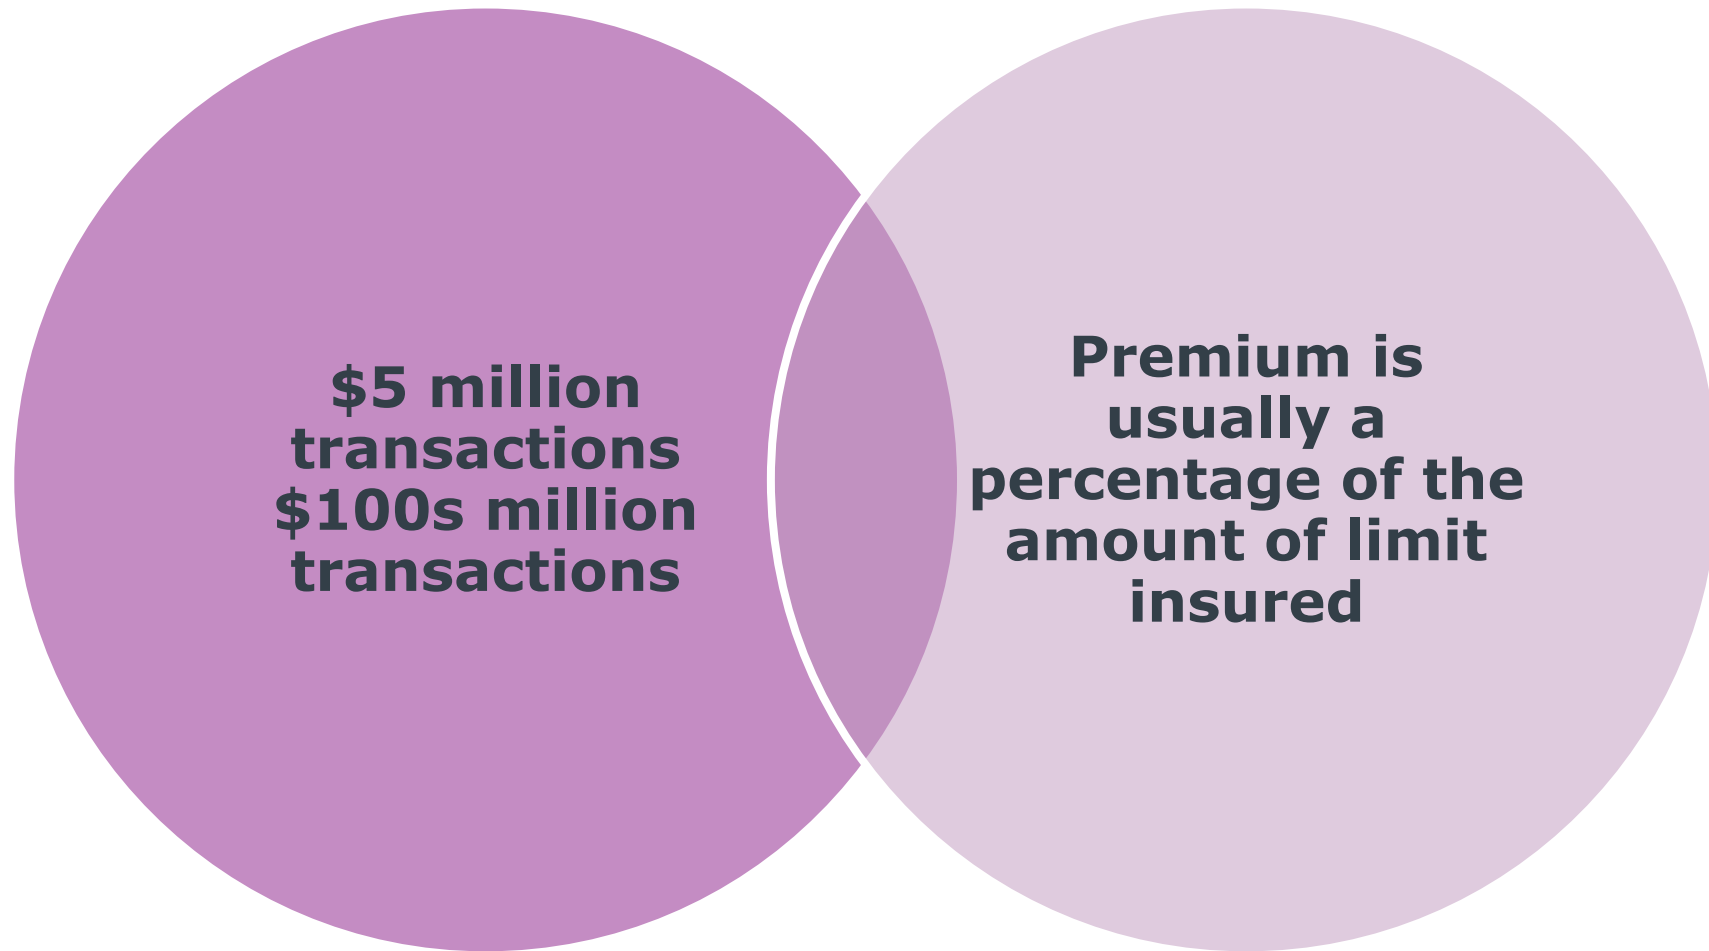 $5 million
transactions
$100s million
transactions
Premium is
usually a
percentage of the
amount of limit
insured